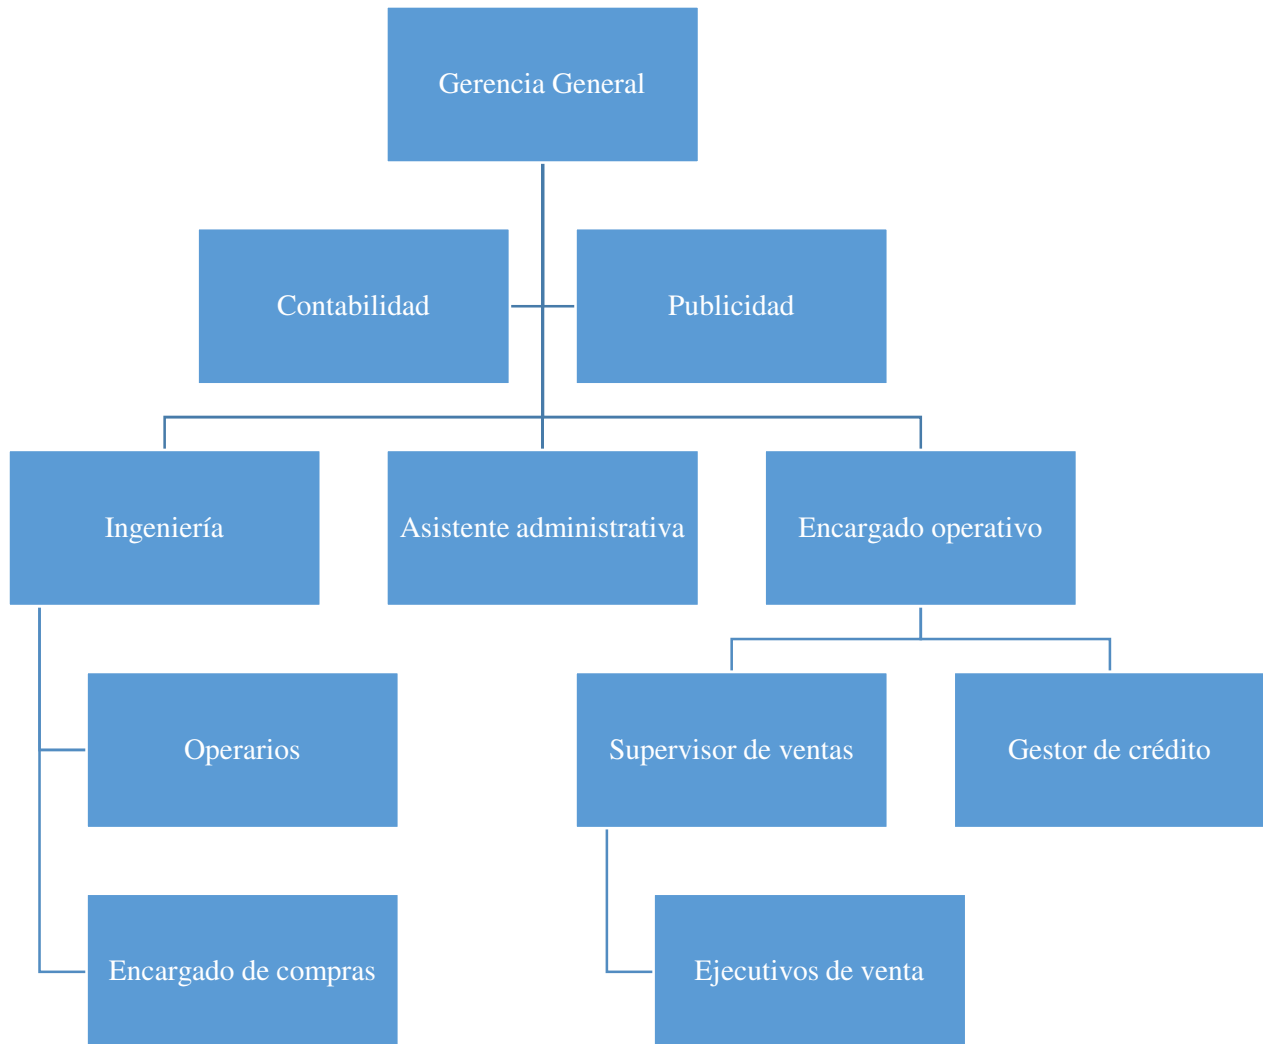 Gerencia General
Contabilidad
Publicidad
Ingeniería
Asistente administrativa
Encargado operativo
Operarios
Supervisor de ventas
Gestor de crédito
Encargado de compras
Ejecutivos de venta